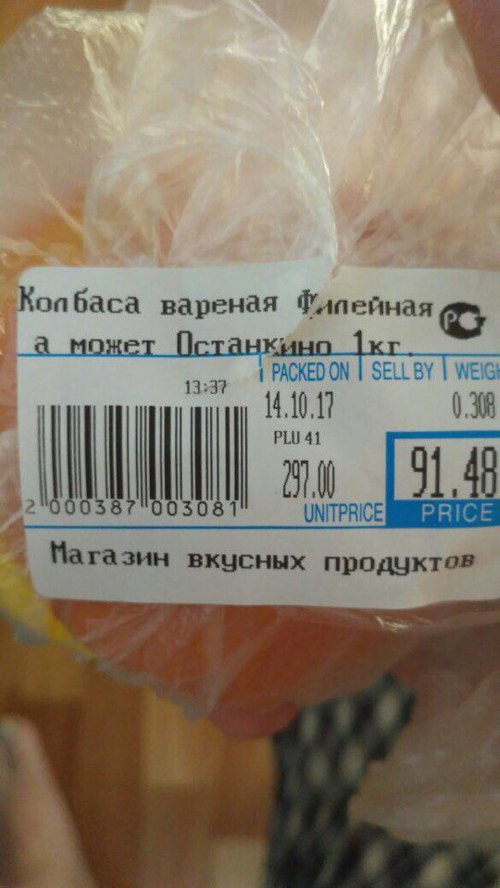 Колбаса вареная Филейная
а может Останкино 1кг.
13:37
PACKED ON SELL BY WEIGH
14.10.17 0.308
PLU 41
297.00 91.48
UNITPRICE PRICE
2 000387 003081
Магазин вкусных продуктов